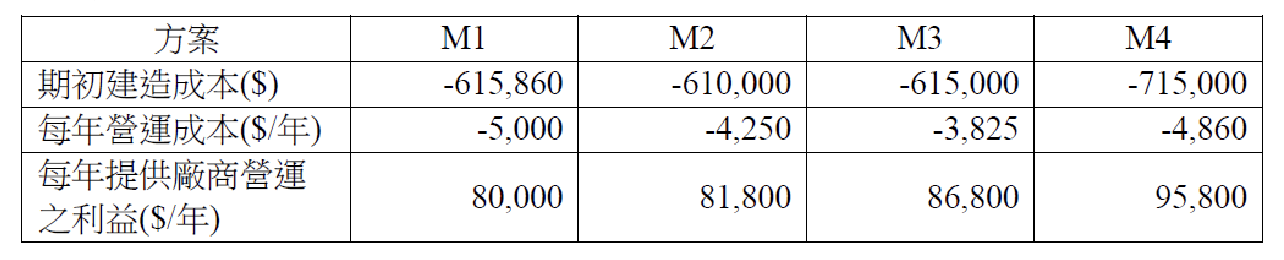 方案 M1 M2 M3 M4
期初建造成本($) -615,860 -610,000 -615,000 -715,000
每年營運成本($/年) -5,000 -4,250 -3,825 -4,860
每年提供廠商營運
之利益($/年) 80,000 81,800 86,800 95,800